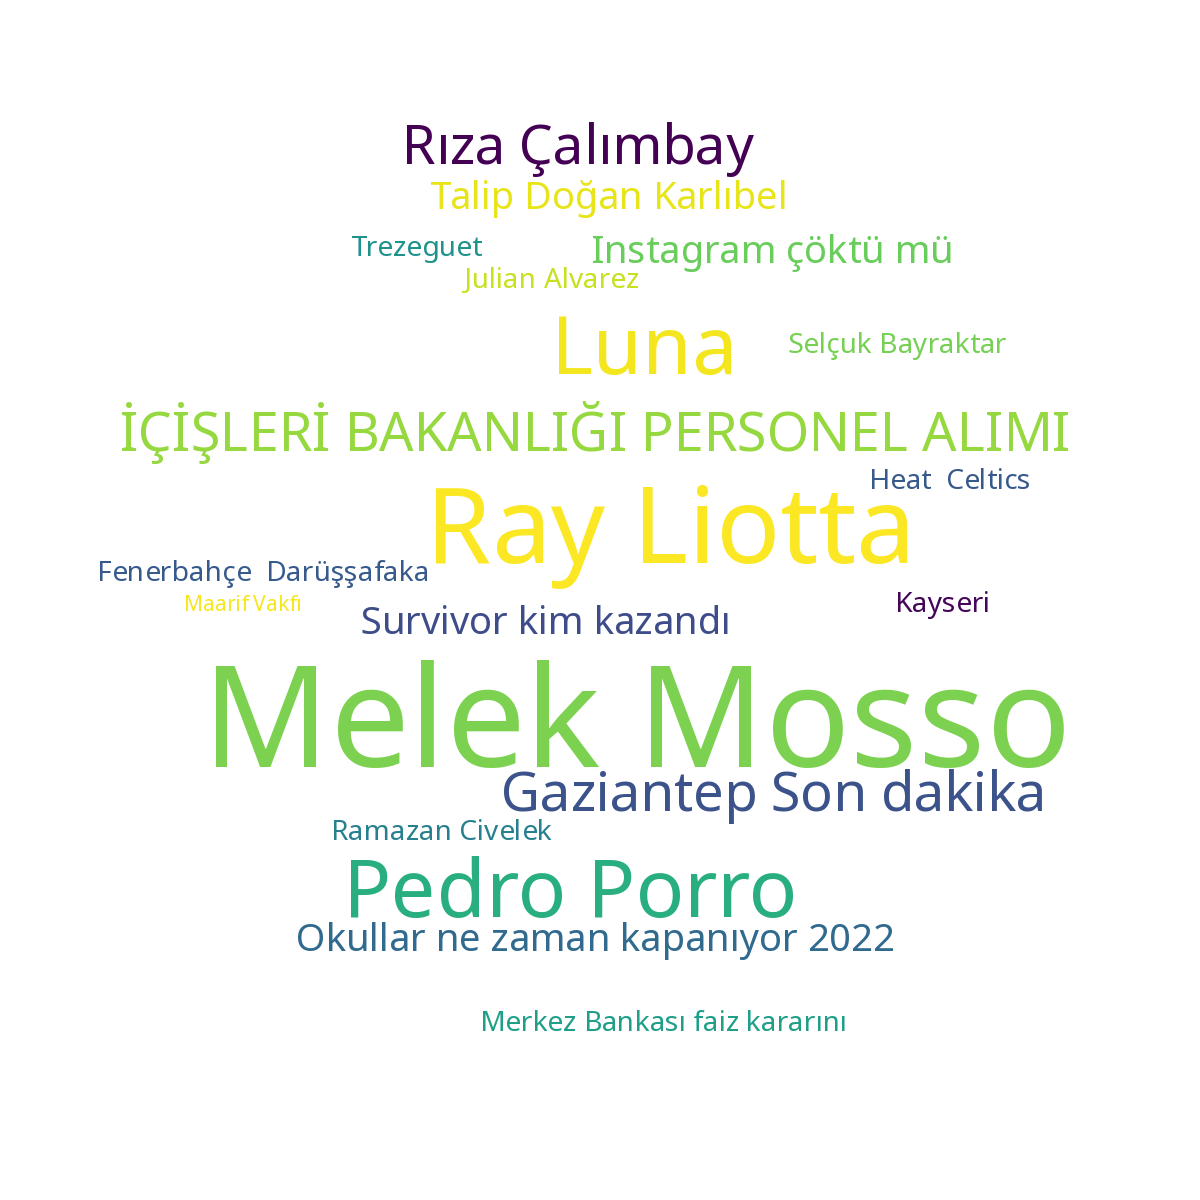 Rıza Çalımbay
Talip Doğan Karlıbel
Trezeguet
Instagram çöktü mü
Julian Alvarez
Luna
Selçuk Bayraktar
İÇİŞLERİ BAKANLIĞI PERSONEL ALIMI
Heat  Celtics
Ray Liotta
Fenerbahçe  Darüşşafaka
Maarif Vakfı
Kayseri
Survivor kim kazandı
Melek Mosso
Gaziantep Son dakika
Ramazan Civelek
Pedro Porro
Okullar ne zaman kapanıyor 2022
Merkez Bankası faiz kararını